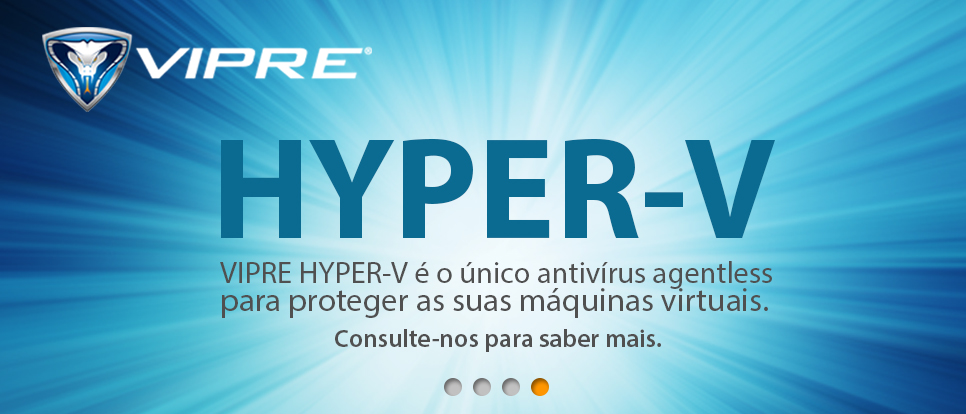 VIPRE®
HYPER-V
VIPRE HYPER-V é o único antivírus agentless
para proteger as suas máquinas virtuais.
Consulte-nos para saber mais.